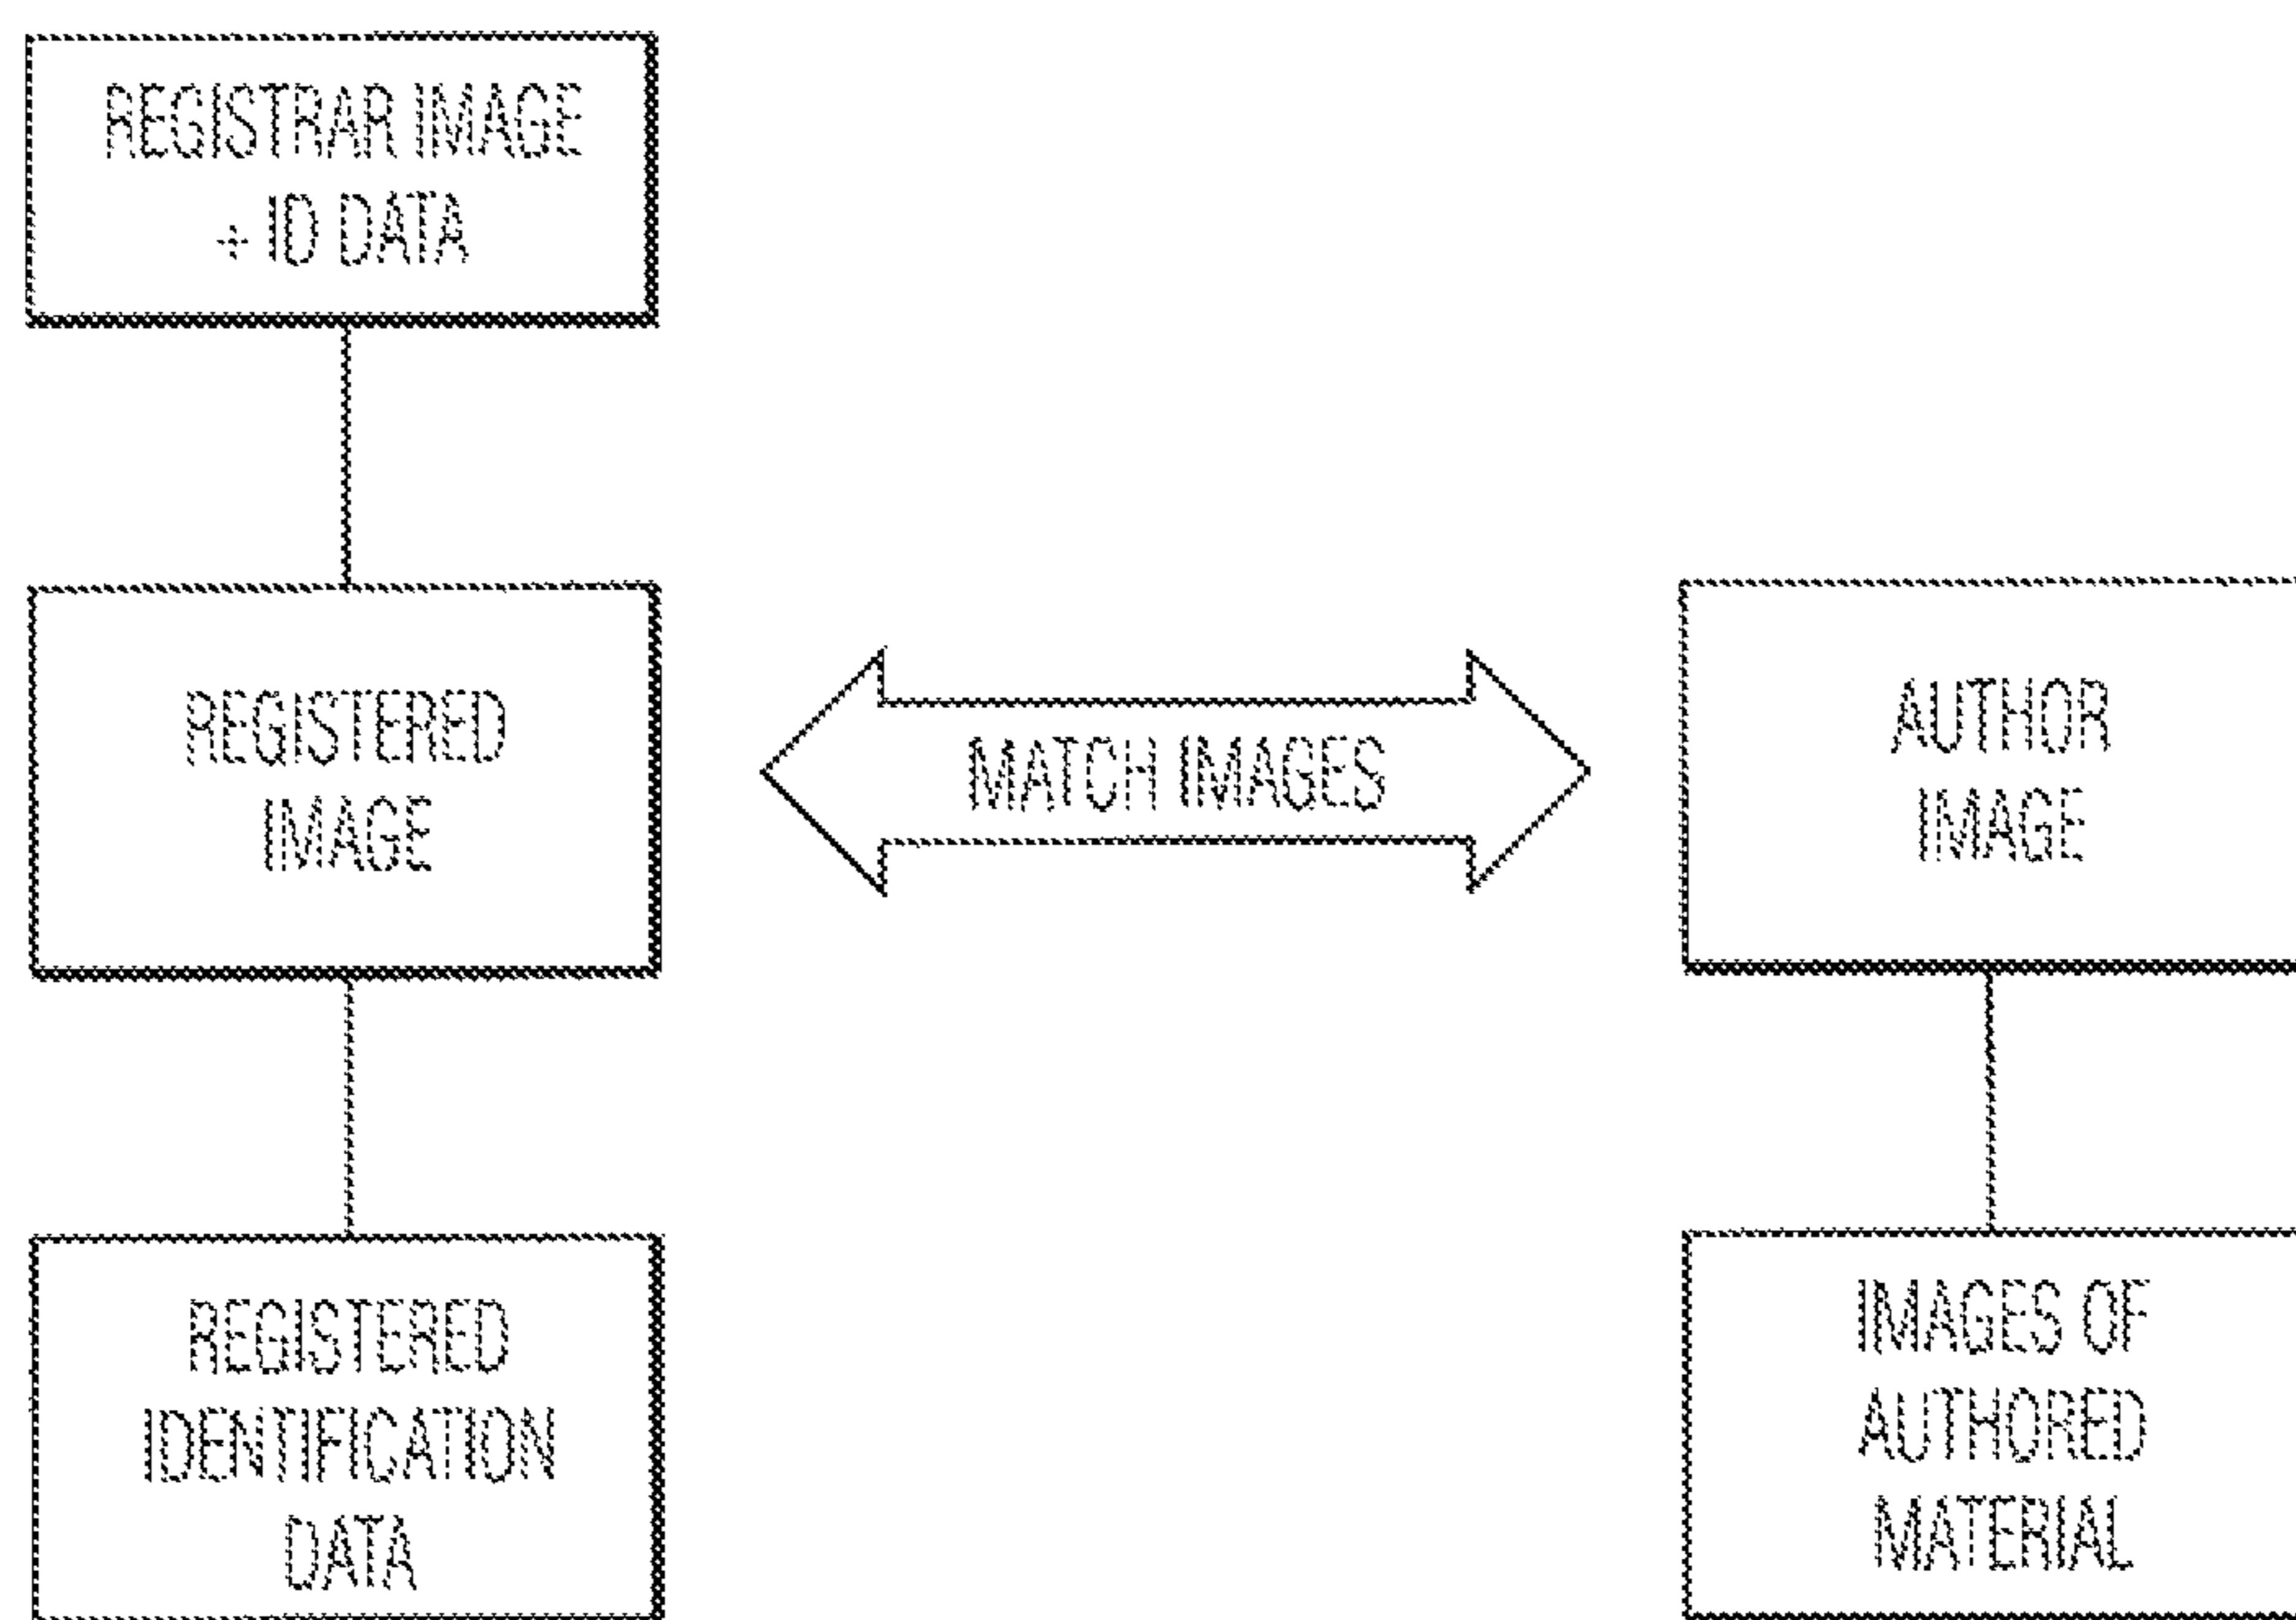 REGISTRAR IMAGE
+ ID DATA
REGISTERED
IMAGE
MATCH IMAGES
AUTHOR
IMAGE
REGISTERED
IDENTIFICATION
DATA
IMAGES OF
AUTHORED
MATERIAL